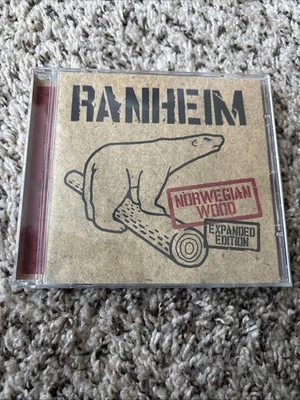 RANHEIM
NORWEGIAN
WOOD
EXPANDED
EDITION